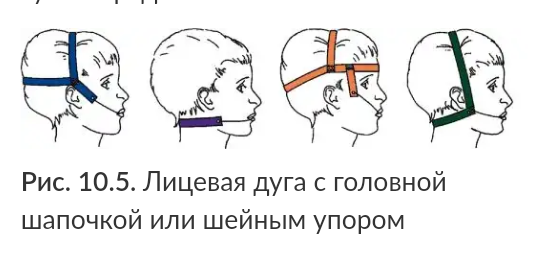 Рис. 10.5. Лицевая дуга с головной
шапочкой или шейным упором